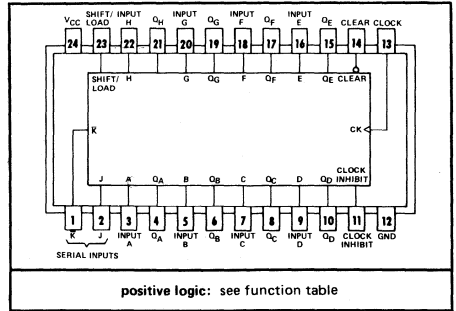 VCC SHIFT/ INPUT INPUT INPUT INPUT
LOAD H QH G QG F QF E QE CLEAR CLOCK
24 23 22 21 20 19 18 17 16 15 14 13
SHIFT/ H QH G QG F QF E QE CLEAR
LOAD
K̅ CK
CLOCK
J A QA B QB C QC D QD INHIBIT
1 2 3 4 5 6 7 8 9 10 11 12
K̅ J INPUT QA INPUT QB INPUT QC INPUT QD CLOCK GND
A B C D INHIBIT
SERIAL INPUTS
positive logic: see function table